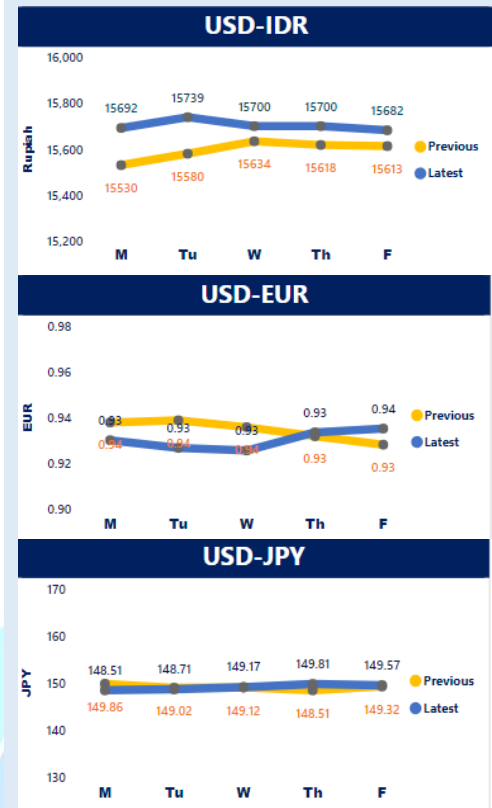 USD-IDR
16,000
15,800
15,600
15,400
15,200
Rupiah
15692 15739 15700 15700 15682
15530 15580 15634 15618 15613
M Tu W Th F
Previous
Latest
USD-EUR
0.98
0.96
0.94
0.92
0.90
EUR
0.93 0.93 0.93 0.93 0.94
0.94 0.94 0.94 0.93 0.93
M Tu W Th F
Previous
Latest
USD-JPY
170
160
150
140
130
JPY
148.51 148.71 149.17 149.81 149.57
149.86 149.02 149.12 148.51 149.32
M Tu W Th F
Previous
Latest